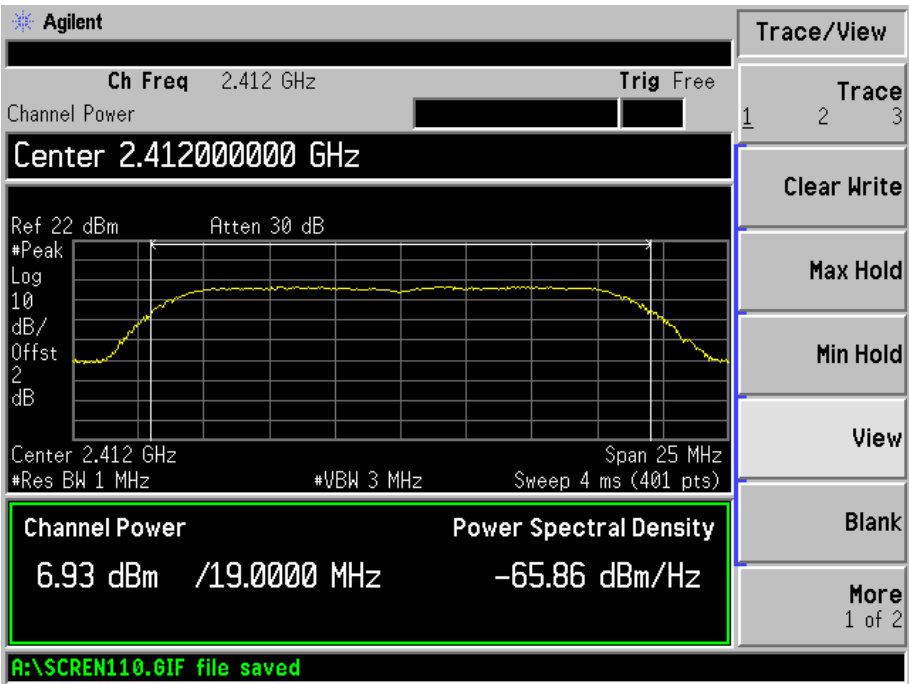 Agilent
Trace/View
Ch Freq 2.412 GHz Trig Free
Channel Power
Trace
1 2 3
Center 2.412000000 GHz
Clear Write
Ref 22 dBm Atten 30 dB
#Peak
Log
10
dB/
Offst
2
dB
Max Hold
Min Hold
View
Center 2.412 GHz Span 25 MHz
#Res BW 1 MHz #VBW 3 MHz Sweep 4 ms (401 pts)
Blank
Channel Power Power Spectral Density
6.93 dBm /19.0000 MHz -65.86 dBm/Hz
More
1 of 2
A:\SCREN110.GIF file saved